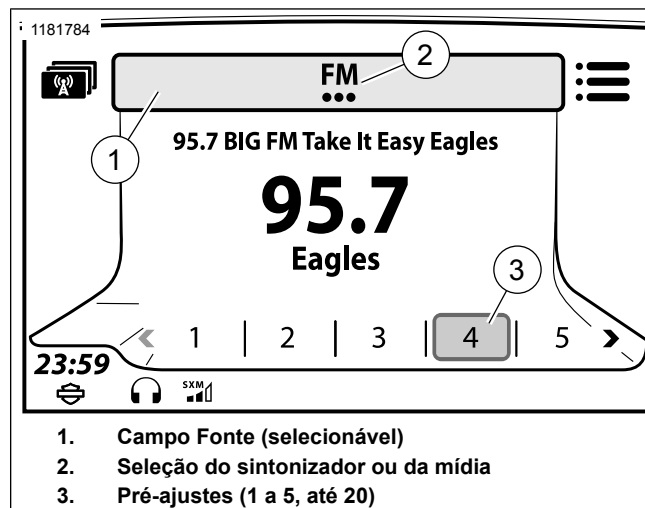 1181784
FM
2
1
95.7 BIG FM Take It Easy Eagles
95.7
Eagles
3
1 2 3 4 5
23:59
SXM
1. Campo Fonte (selecionável)
2. Seleção do sintonizador ou da mídia
3. Pré-ajustes (1 a 5, até 20)